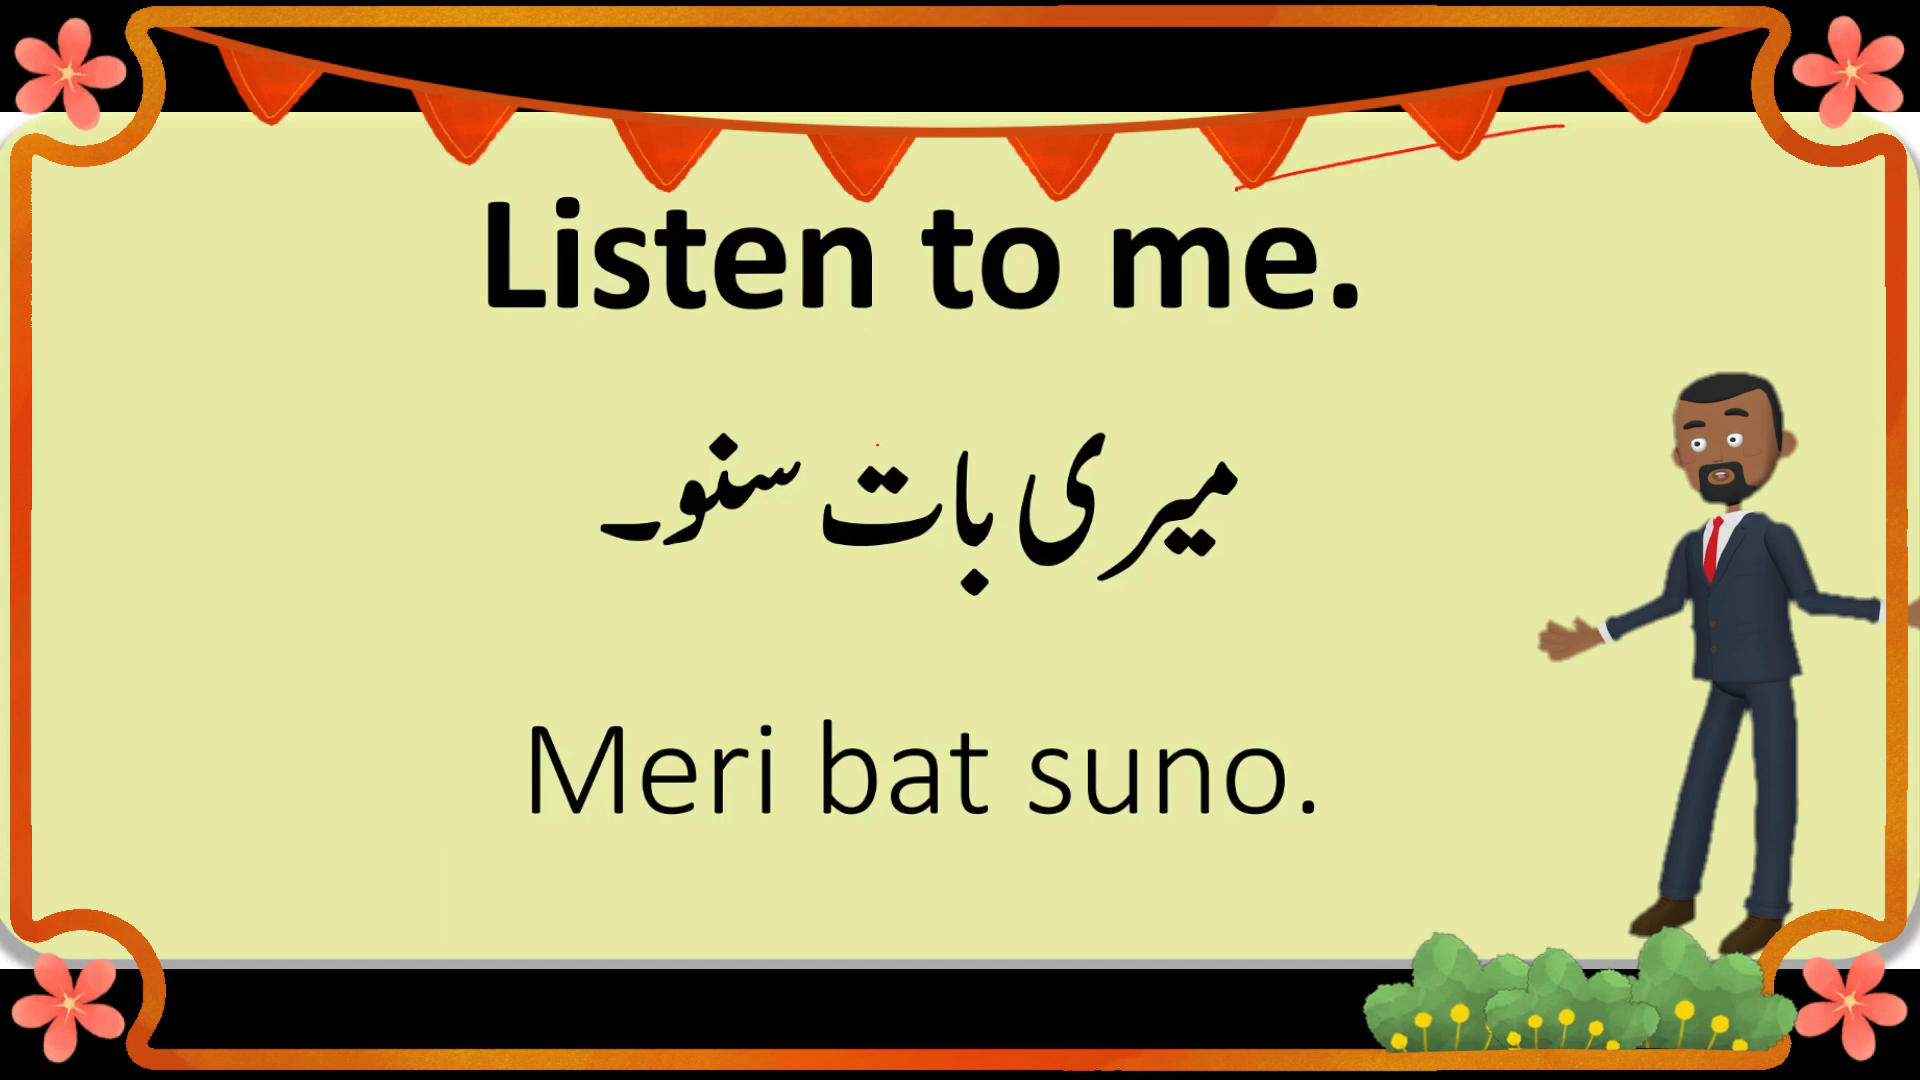 Listen to me.
میری بات سنو۔
Meri bat suno.